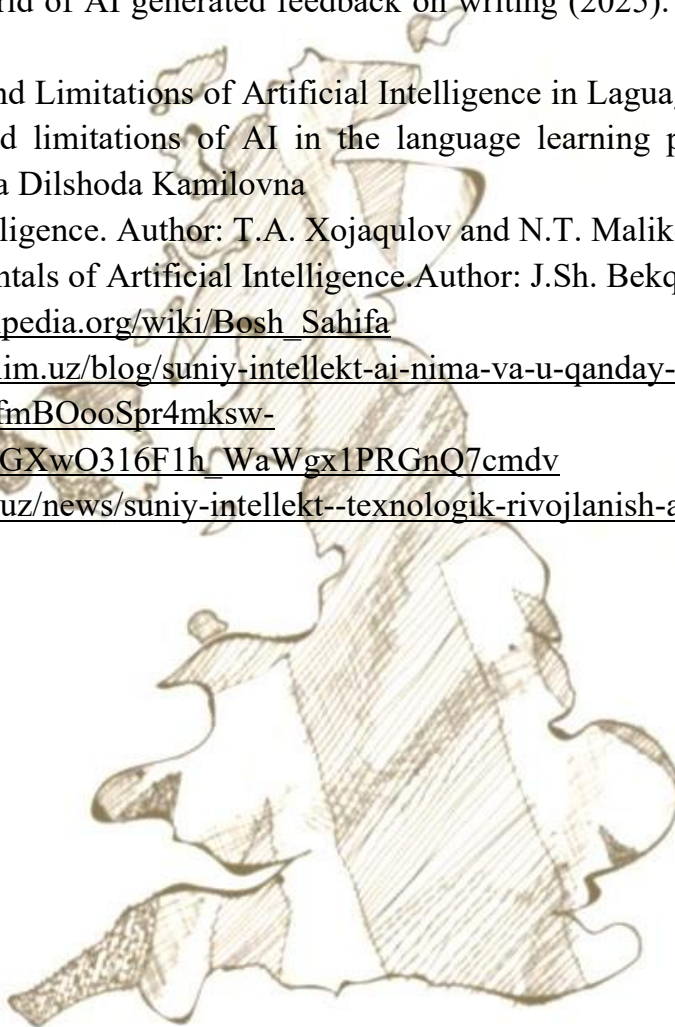 rld of AI generated feedback on writing (2025).
nd Limitations of Artificial Intelligence in Lagua
d limitations of AI in the language learning p
a Dilshoda Kamilovna
lligence. Author: T.A. Xojaqulov and N.T. Malik
ntals of Artificial Intelligence.Author: J.Sh. Bekq
pedia.org/wiki/Bosh_Sahifa
lim.uz/blog/suniy-intellekt-ai-nima-va-u-qanday-
fmBOooSpr4mksw-
GXwO316F1h_WaWgx1PRGnQ7cmdv
uz/news/suniy-intellekt--texnologik-rivojlanish-a